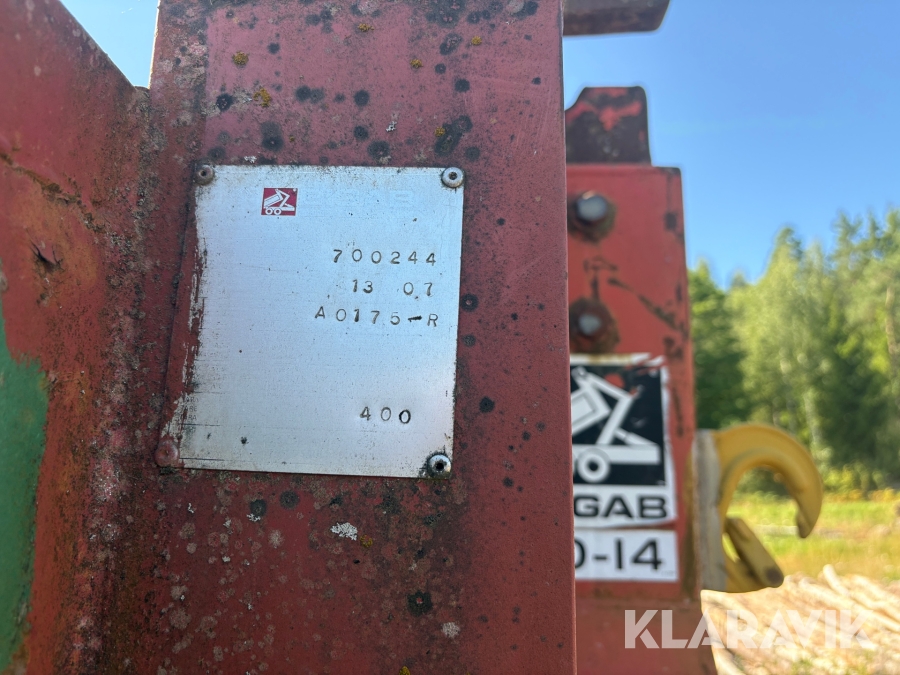 700244
13 07
A0175-R
400
GAB
0-14
KLARAVIK